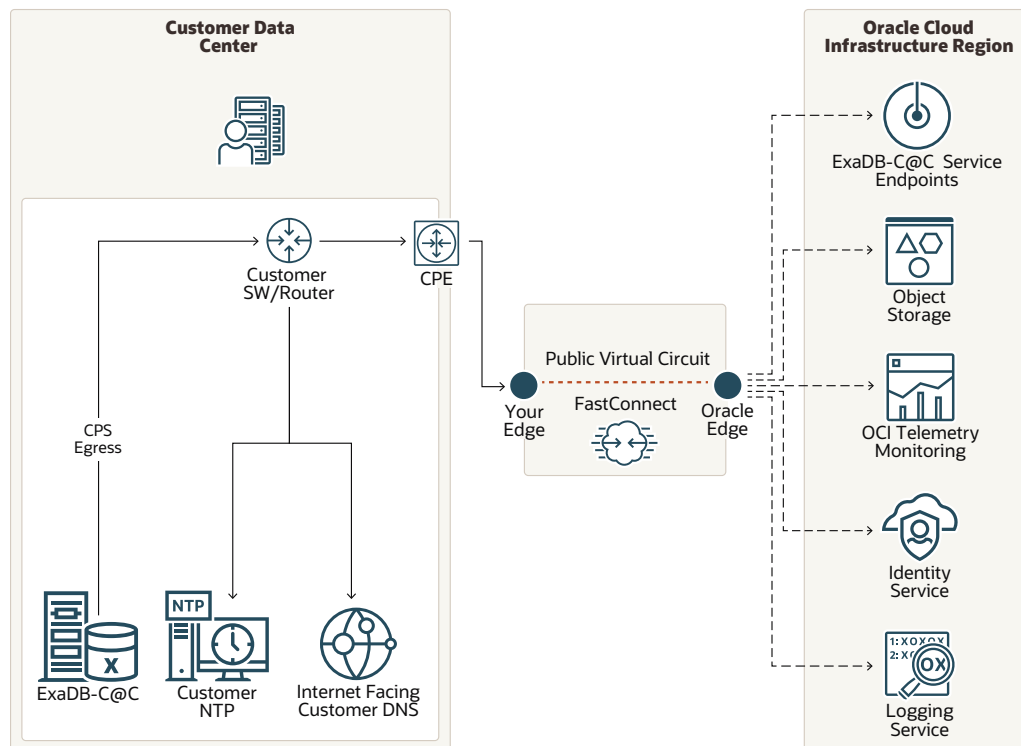 Customer Data
Center
Oracle Cloud
Infrastructure Region
ExaDB-C@C Service
Endpoints
Customer
SW/Router
CPE
Object
Storage
Public Virtual Circuit
FastConnect
Your
Edge
Oracle
Edge
CPS
Egress
OCI Telemetry
Monitoring
Identity
Service
NTP
X
ExaDB-C@C
Customer
NTP
Internet Facing
Customer DNS
1: X O X O X
2: X
OX
Logging
Service